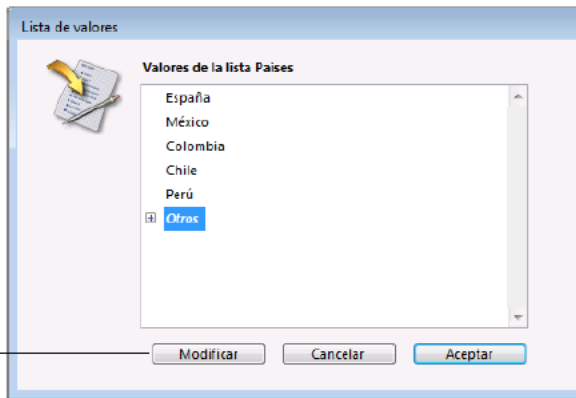 Lista de valores
Valores de la lista Paises
España
México
Colombia
Chile
Perú
Otros
Modificar Cancelar Aceptar